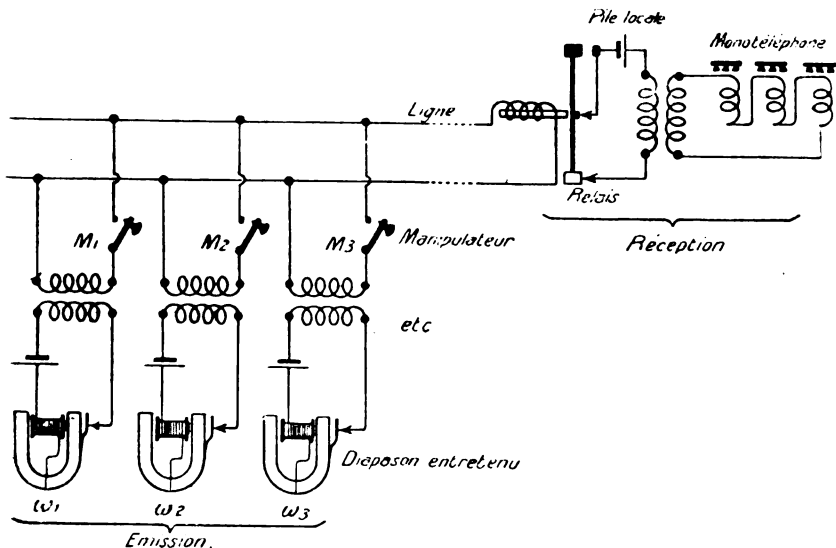 Pile locale
Monotéléphone
Ligne
Relais
Réception
M1
M2
M3
Manipulateur
etc
Diapason entretenu
ω1
ω2
ω3
Emission.